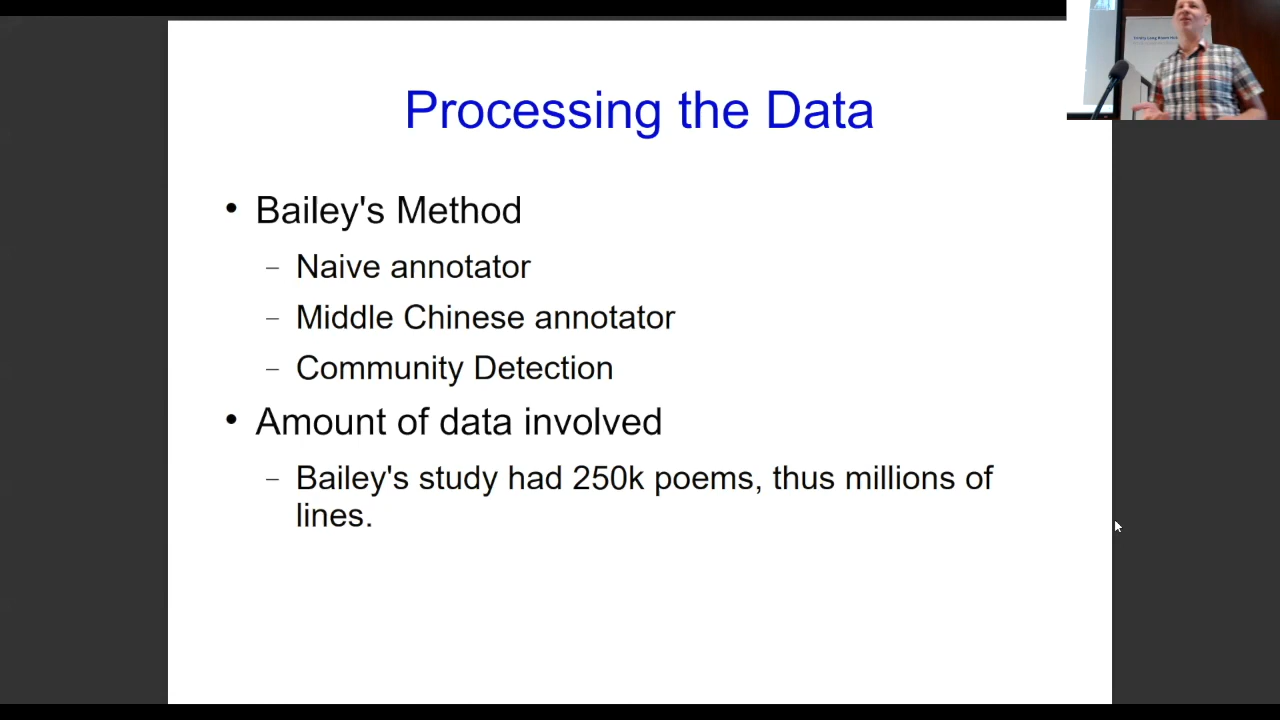 Processing the Data
• Bailey's Method
– Naive annotator
– Middle Chinese annotator
– Community Detection
• Amount of data involved
– Bailey's study had 250k poems, thus millions of
lines.